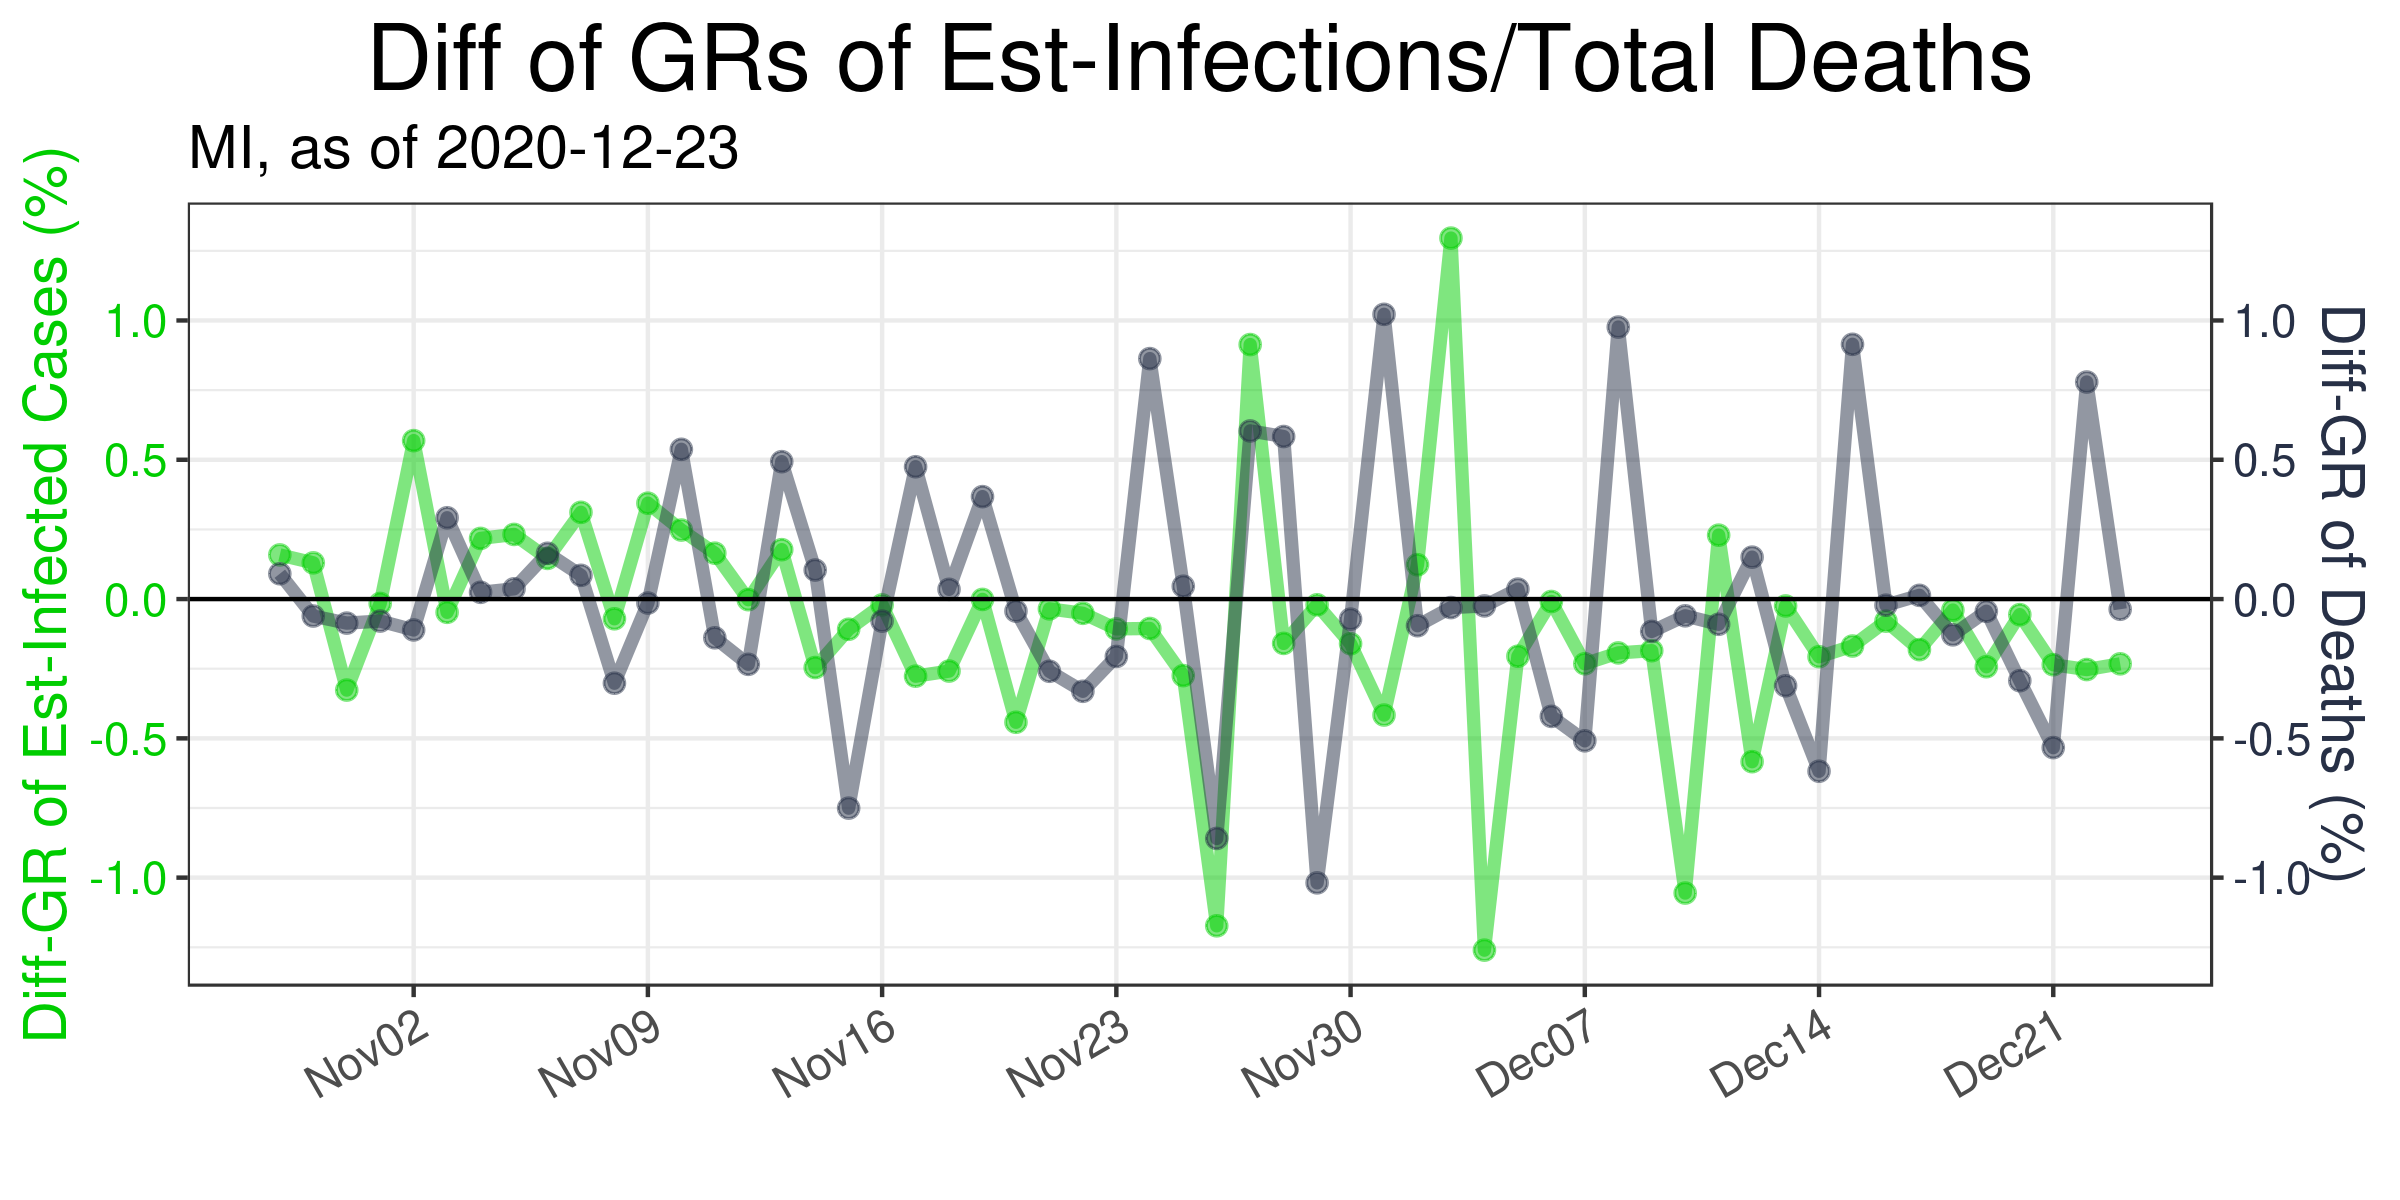 Diff of GRs of Est-Infections/Total Deaths
MI, as of 2020-12-23
Diff-GR of Est-Infected Cases (%)
1.0
0.5
0.0
-0.5
-1.0
1.0
0.5
0.0
-0.5
-1.0
Diff-GR of Deaths (%)
Nov02 Nov09 Nov16 Nov23 Nov30 Dec07 Dec14 Dec21